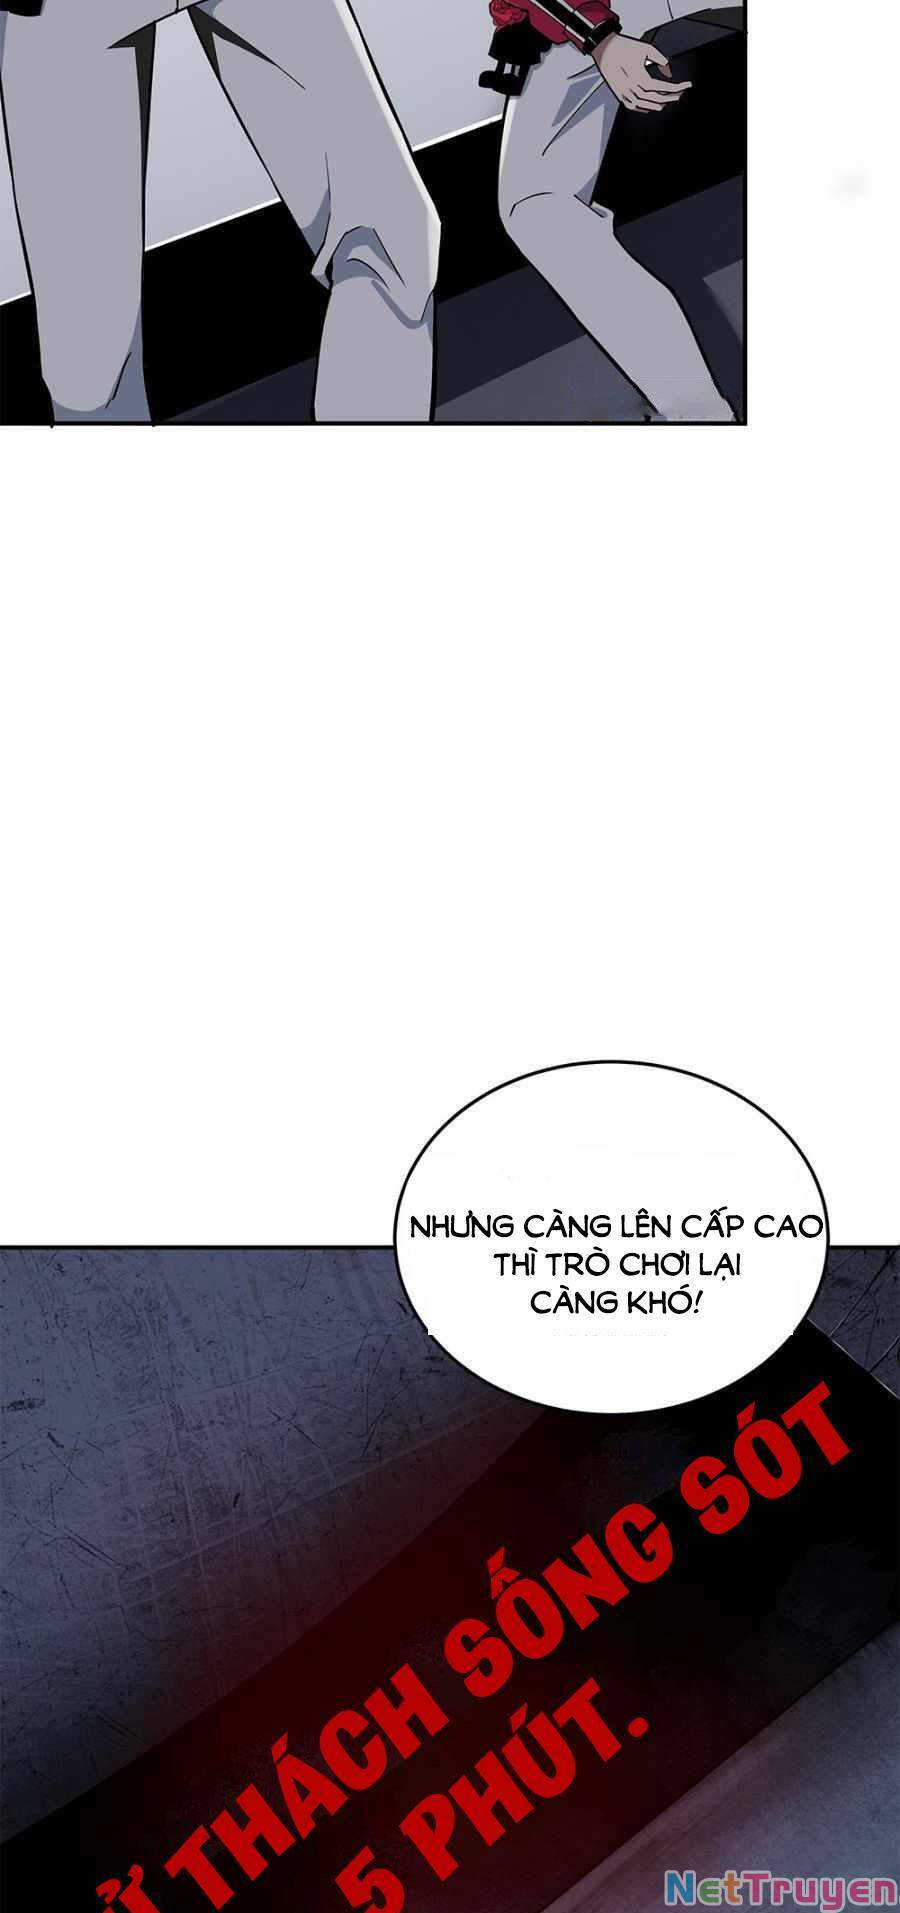 NHƯNG CÀNG LÊN CẤP CAO
THÌ TRÒ CHƠI LẠI
CÀNG KHÓ!
THÁCH SỐNG SÓT
5 PHÚT.
NetTruyen